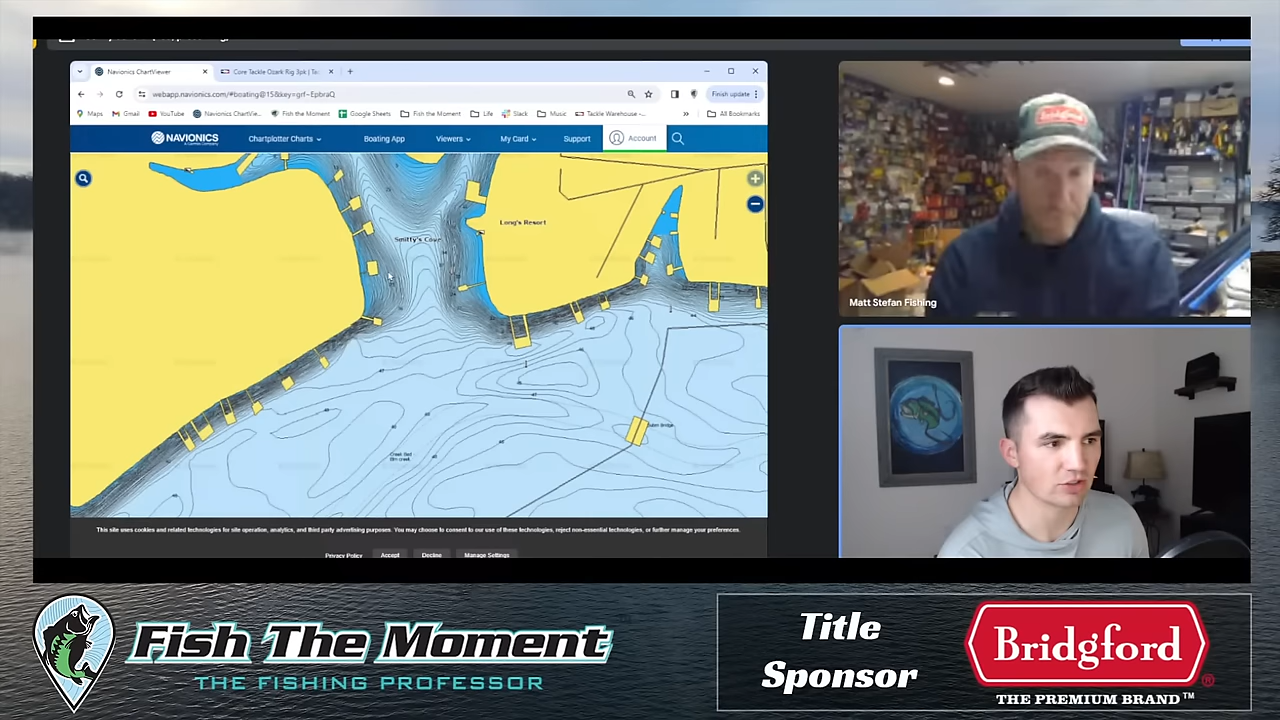 Navionics ChartViewer
Core Tackle Ozark Rig 3pk | Ta
webapp.navionics.com/#boating@15&key=grf~EpbraQ
Finish update
Maps
Gmail
YouTube
Navionics ChartVie...
Fish the Moment
Google Sheets
Fish the Moment
Life
Slack
Music
Tackle Warehouse -...
»
All Bookmarks
NAVIONICS
Chartplotter Charts
Boating App
Viewers
My Card
Support
Account
Long's Resort
Smitty's Cove
This site uses cookies and related technologies for site operation, analytics, and third party advertising purposes. You may choose to consent to our use of these technologies, reject non-essential technologies, or further manage your preferences.
Privacy Policy
Accept
Decline
Manage Settings
Matt Stefan Fishing
Fish The Moment
THE FISHING PROFESSOR
Title
Sponsor
Bridgford
®
THE PREMIUM BRAND™